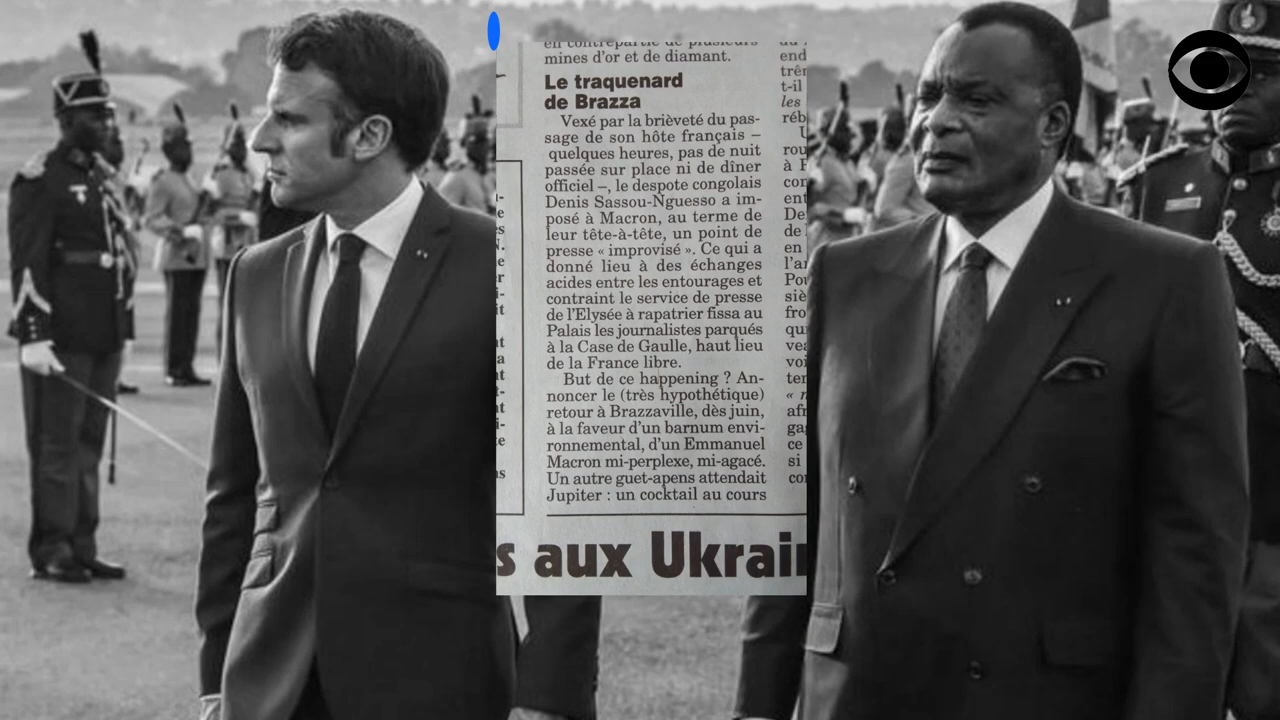 en contrepartie de plusieurs
mines d'or et de diamant.
Le traquenard
de Brazza
Vexé par la brièveté du pas-
sage de son hôte français –
quelques heures, pas de nuit
passée sur place ni de dîner
officiel –, le despote congolais
Denis Sassou-Nguesso a im-
posé à Macron, au terme de
leur tête-à-tête, un point de
presse « improvisé ». Ce qui a
donné lieu à des échanges
acides entre les entourages et
contraint le service de presse
de l'Elysée à rapatrier fissa au
Palais les journalistes parqués
à la Case de Gaulle, haut lieu
de la France libre.
But de ce happening ? An-
noncer le (très hypothétique)
retour à Brazzaville, dès juin,
à la faveur d'un barnum envi-
ronnemental, d'un Emmanuel
Macron mi-perplexe, mi-agacé.
Un autre guet-apens attendait
Jupiter : un cocktail au cours
s aux Ukrain